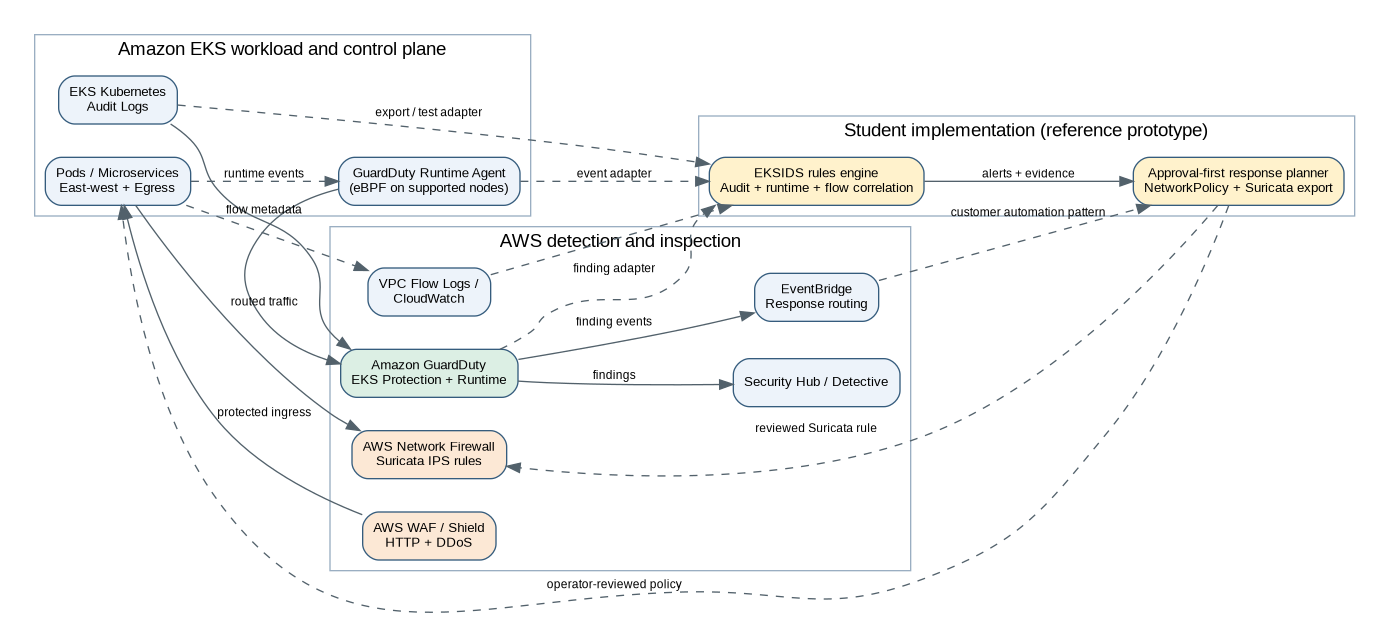 Amazon EKS workload and control plane
EKS Kubernetes
Audit Logs
export / test adapter
Student implementation (reference prototype)
Pods / Microservices
East-west + Egress
runtime events
GuardDuty Runtime Agent
(eBPF on supported nodes)
event adapter
EKSIDS rules engine
Audit + runtime + flow correlation
alerts + evidence
Approval-first response planner
NetworkPolicy + Suricata export
flow metadata
customer automation pattern
AWS detection and inspection
finding adapter
VPC Flow Logs /
CloudWatch
EventBridge
Response routing
routed traffic
finding events
Amazon GuardDuty
EKS Protection + Runtime
findings
Security Hub / Detective
protected ingress
reviewed Suricata rule
AWS Network Firewall
Suricata IPS rules
AWS WAF / Shield
HTTP + DDoS
operator-reviewed policy